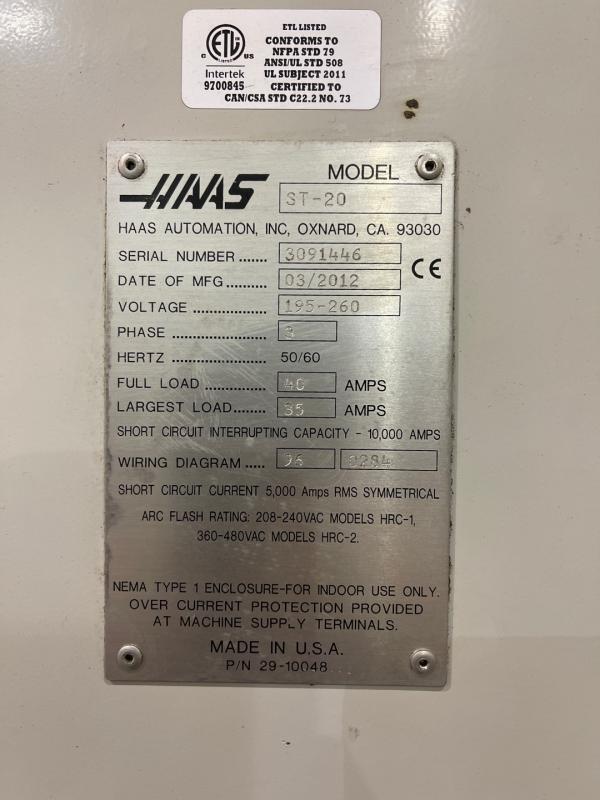 ETL LISTED
CONFORMS TO
NFPA STD 79
ANSI/UL STD 508
UL SUBJECT 2011
CERTIFIED TO
CAN/CSA STD C22.2 NO. 73
C ETL US
LISTED
Intertek
9700845
HAAS MODEL ST-20
HAAS AUTOMATION, INC, OXNARD, CA. 93030
SERIAL NUMBER ...... 3091446
CE
DATE OF MFG.......... 03/2012
VOLTAGE .................. 195-260
PHASE ....................... 3
HERTZ ....................... 50/60
FULL LOAD ............... 40 AMPS
LARGEST LOAD........ 35 AMPS
SHORT CIRCUIT INTERRUPTING CAPACITY - 10,000 AMPS
WIRING DIAGRAM ..... 96 0284
SHORT CIRCUIT CURRENT 5,000 Amps RMS SYMMETRICAL
ARC FLASH RATING: 208-240VAC MODELS HRC-1,
360-480VAC MODELS HRC-2.
NEMA TYPE 1 ENCLOSURE-FOR INDOOR USE ONLY.
OVER CURRENT PROTECTION PROVIDED
AT MACHINE SUPPLY TERMINALS.
MADE IN U.S.A.
P/N 29-10048